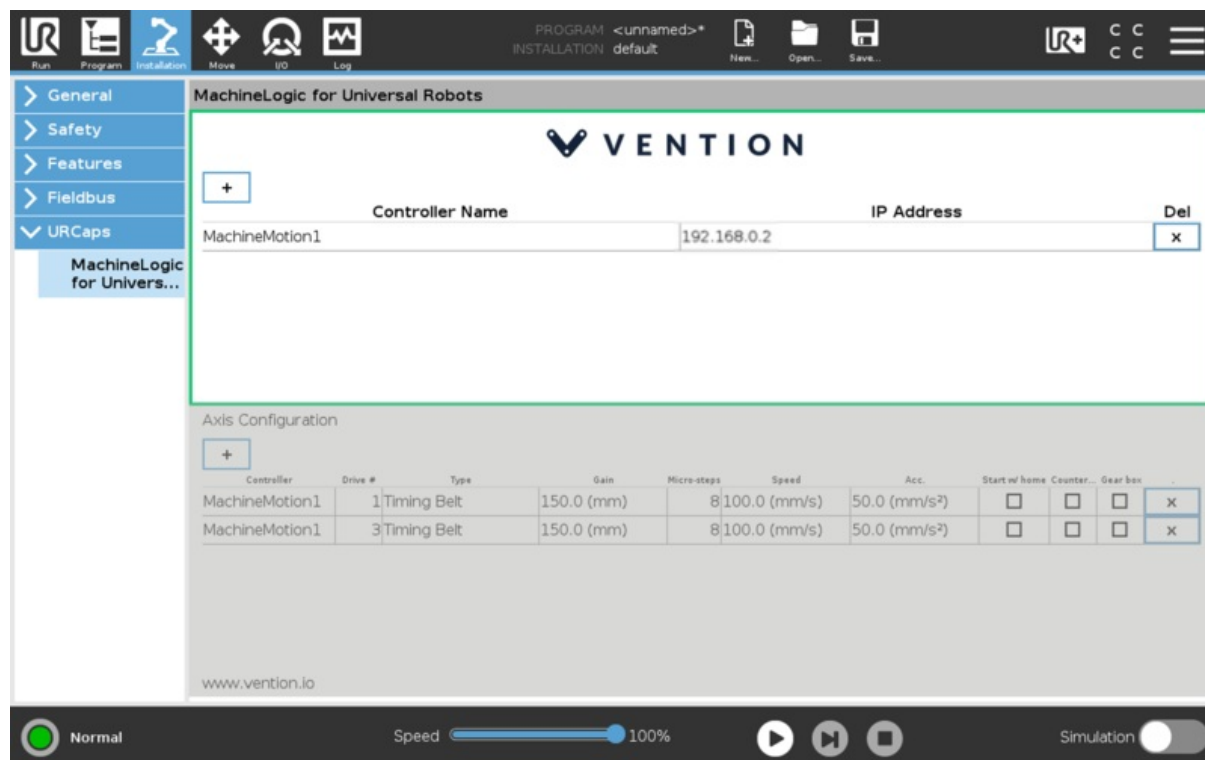 PROGRAM <unnamed>*
INSTALLATION default
UR Run Program Installation Move I/O Log New... Open... Save... UR+ C C
C C
General
Safety
Features
Fieldbus
URCaps
MachineLogic
for Univers...
MachineLogic for Universal Robots
VENTION
+
Controller Name IP Address Del
MachineMotion1 192.168.0.2 x
Axis Configuration
+
Controller Drive # Type Gain Micro-steps Speed Acc. Start w/ home Counter... Gear box .
MachineMotion1 1 Timing Belt 150.0 (mm) 8 100.0 (mm/s) 50.0 (mm/s²) x
MachineMotion1 3 Timing Belt 150.0 (mm) 8 100.0 (mm/s) 50.0 (mm/s²) x
www.vention.io
Normal Speed 100% Simulation